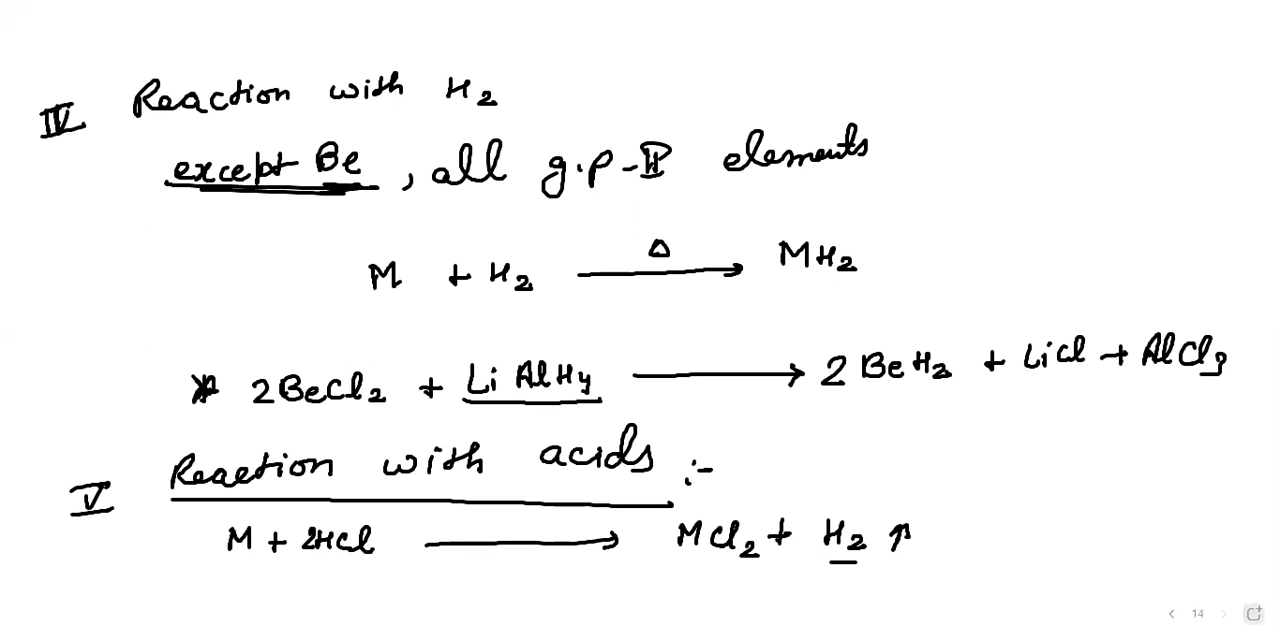 IV Reaction with H2
except Be, all g.p-II elements
M + H2 ⟶ Δ MH2
* 2BeCl2 + LiAlH4 ⟶ 2BeH2 + LiCl + AlCl3
V Reaction with acids :-
M + 2HCl ⟶ MCl2 + H2 ↑
< 14 >